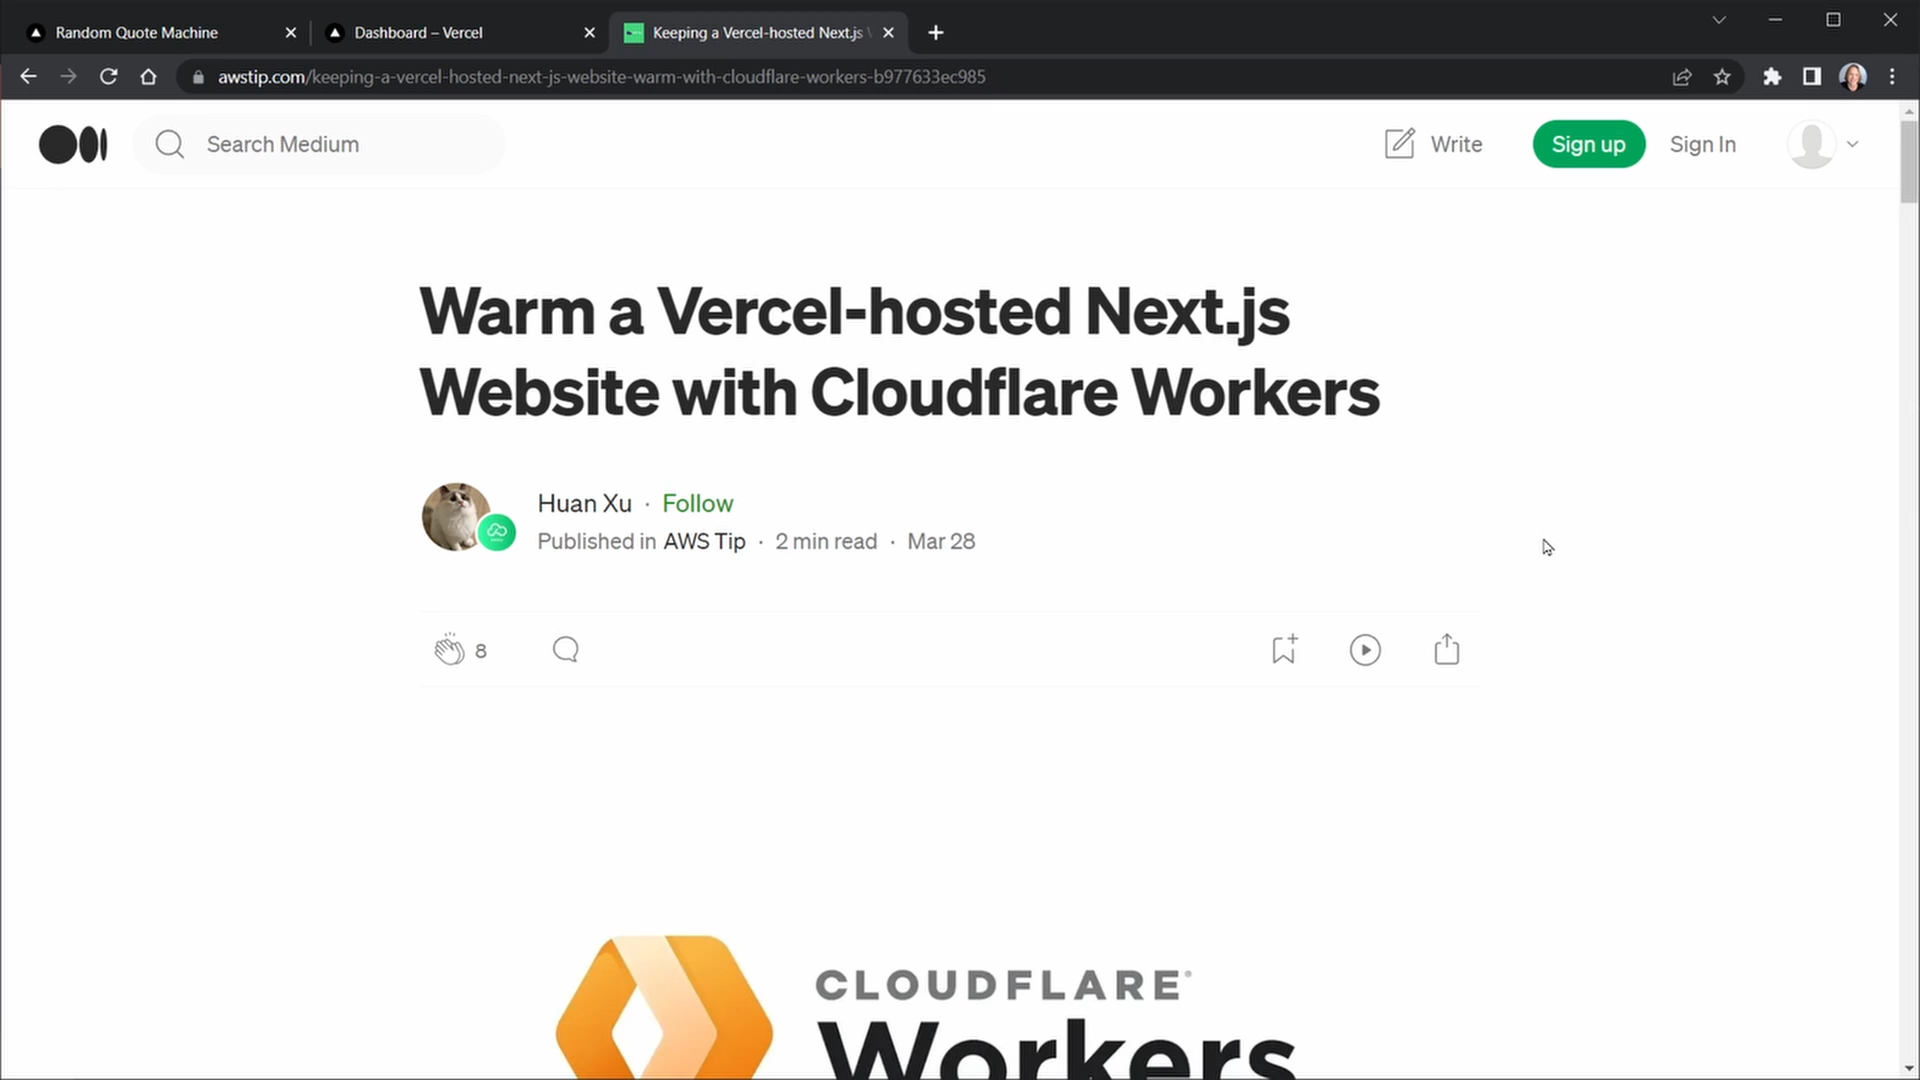 Random Quote Machine
Dashboard – Vercel
Keeping a Vercel-hosted Next.js
awstip.com/keeping-a-vercel-hosted-next-js-website-warm-with-cloudflare-workers-b977633ec985
Search Medium
Write
Sign up
Sign In
Warm a Vercel-hosted Next.js
Website with Cloudflare Workers
Huan Xu · Follow
Published in AWS Tip · 2 min read · Mar 28
8
CLOUDFLARE®
Workers